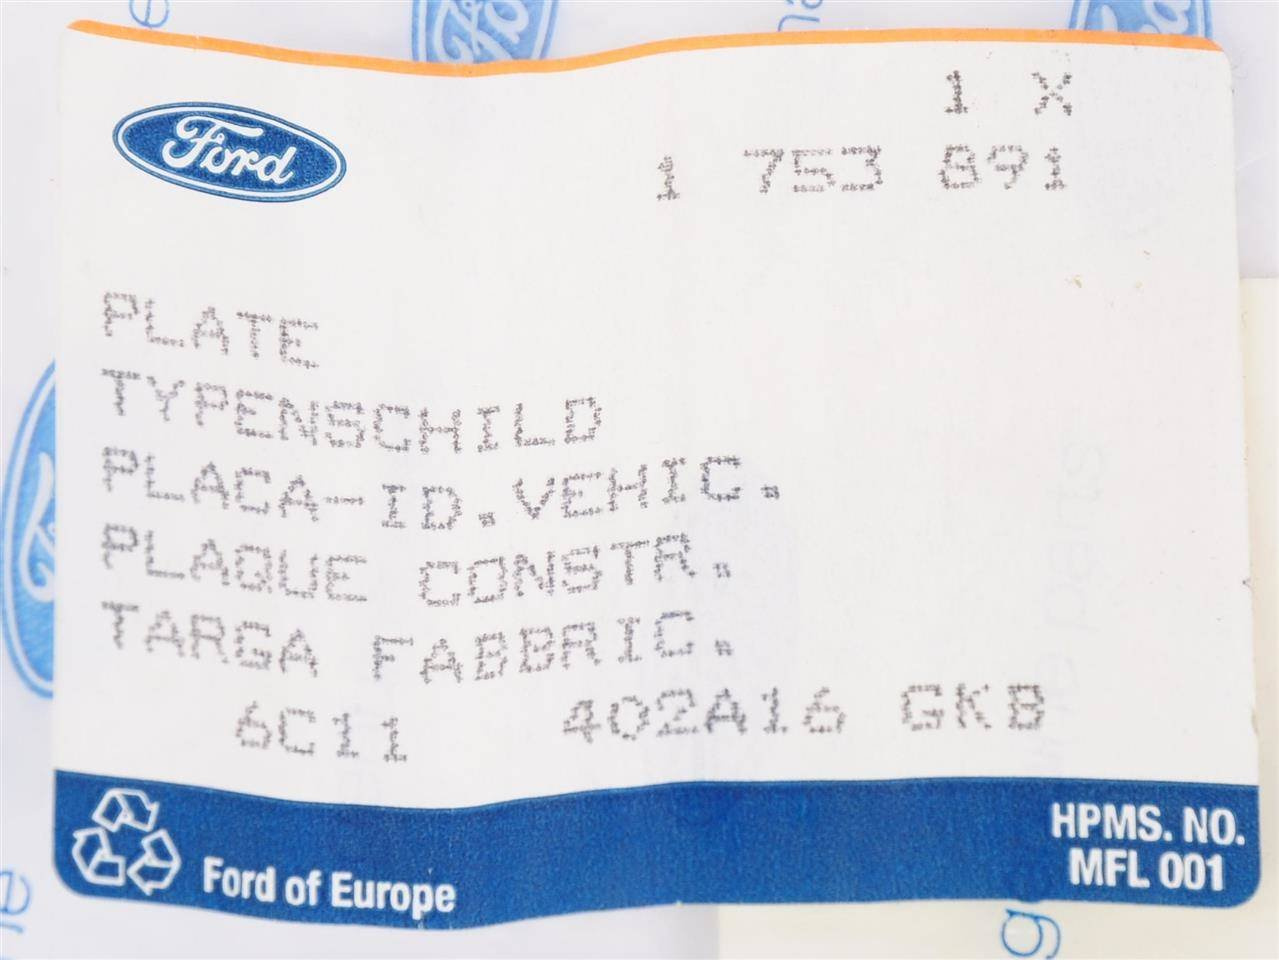 Ford
1 X
1 753 891
PLATE
TYPENSCHILD
PLACA-ID.VEHIC.
PLAQUE CONSTR.
TARGA FABBRIC.
6C11 402A16 GKB
Ford of Europe
HPMS. NO.
MFL 001